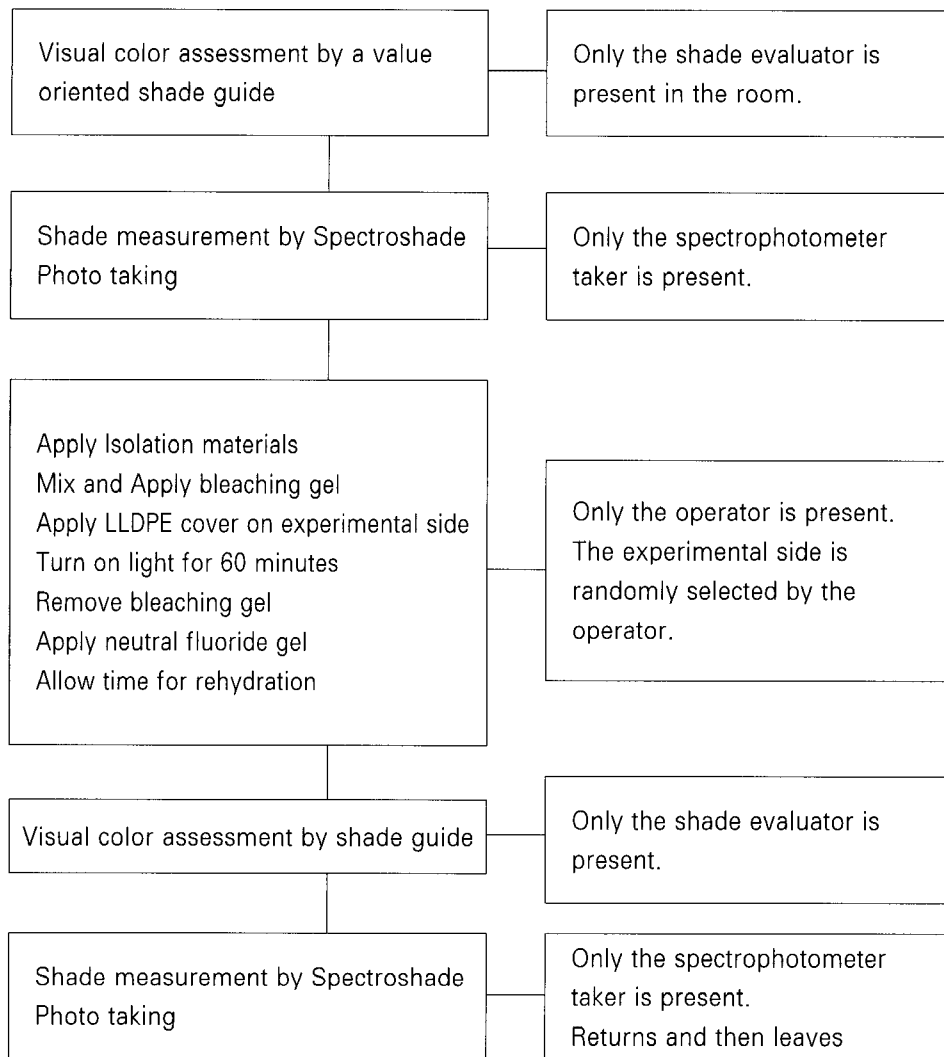 Visual color assessment by a value
oriented shade guide
Only the shade evaluator is
present in the room.
Shade measurement by Spectroshade
Photo taking
Only the spectrophotometer
taker is present.
Apply Isolation materials
Mix and Apply bleaching gel
Apply LLDPE cover on experimental side
Turn on light for 60 minutes
Remove bleaching gel
Apply neutral fluoride gel
Allow time for rehydration
Only the operator is present.
The experimental side is
randomly selected by the
operator.
Visual color assessment by shade guide
Only the shade evaluator is
present.
Shade measurement by Spectroshade
Photo taking
Only the spectrophotometer
taker is present.
Returns and then leaves